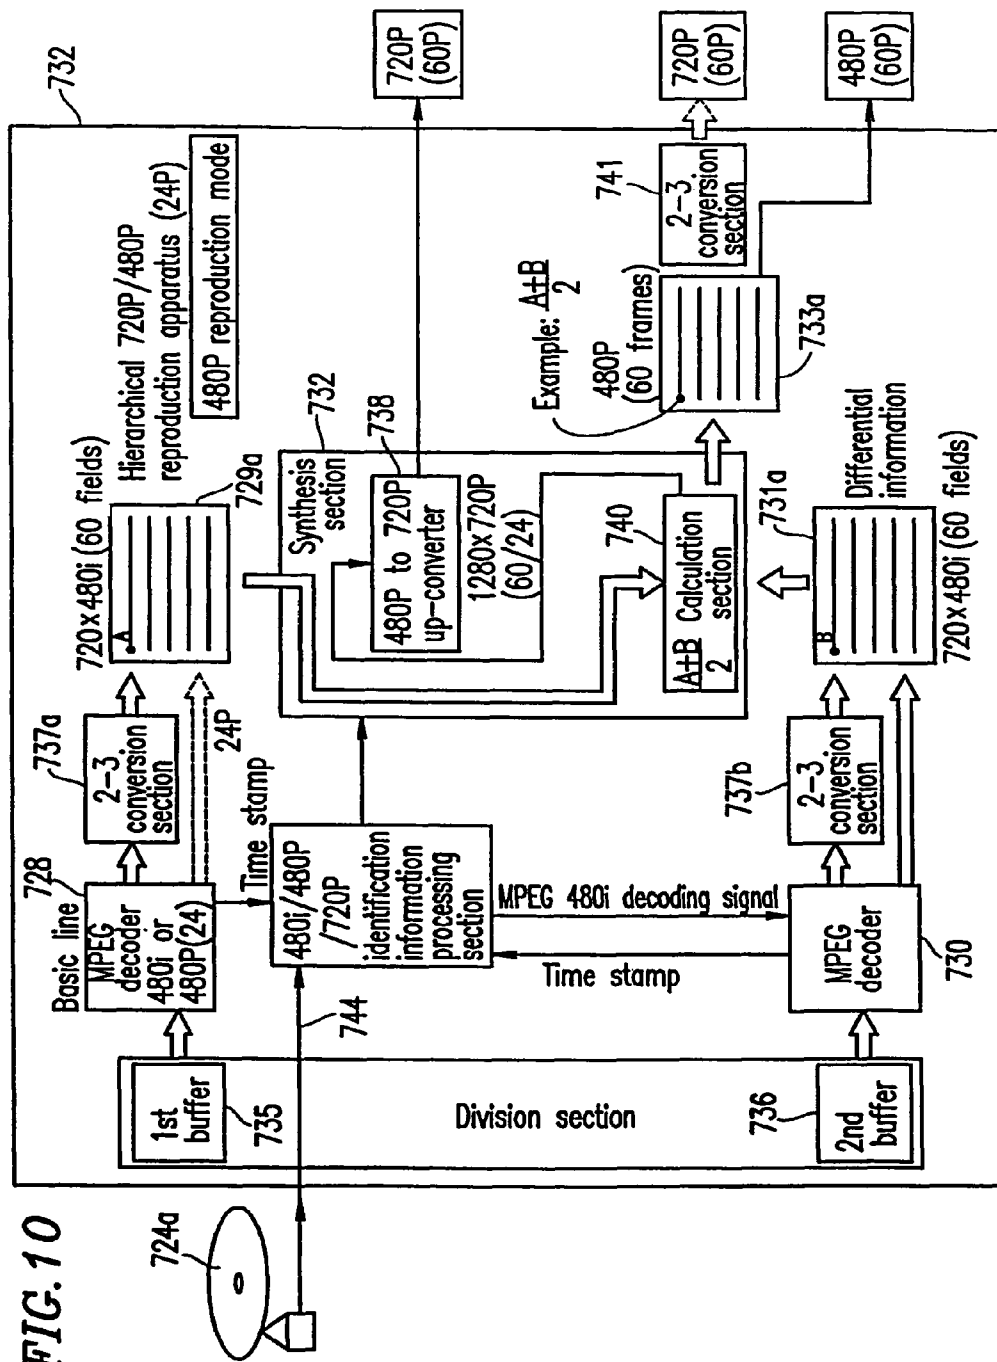 FIG. 10
724a
744
1st
buffer
735
Division section
736
2nd
buffer
Basic line
728
MPEG
decoder
480i or
480P(24)
737a
2-3
conversion
section
24P
Time stamp
480i/480P
/720P
identification
information
processing
section
MPEG 480i decoding signal
Time stamp
MPEG
decoder
730
737b
2-3
conversion
section
720x480i (60 fields)
A
729a
Hierarchical 720P/480P
reproduction apparatus (24P)
480P reproduction mode
732
Synthesis
section
732
738
480P to 720P
up-converter
1280x720P
(60/24)
740
A+B
2
Calculation
section
B
731a
Differential
information
720x480i (60 fields)
Example: A+B
2
480P
(60 frames)
733a
741
2-3
conversion
section
720P
(60P)
720P
(60P)
480P
(60P)